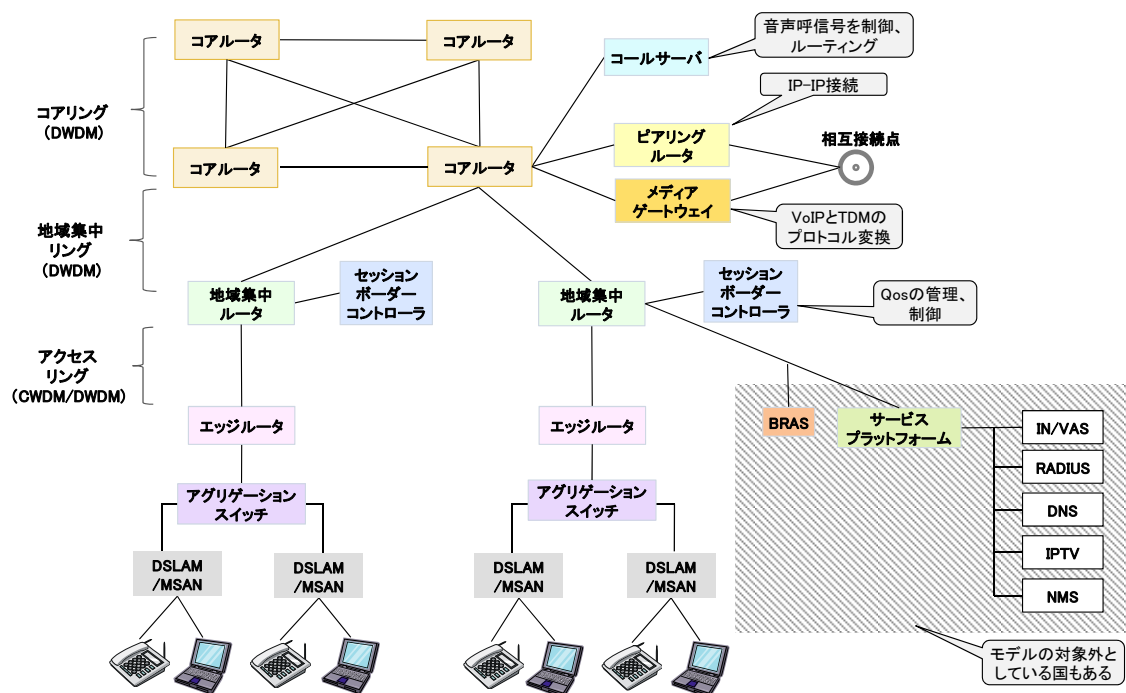 コアルータ
コアルータ
音声呼信号を制御、
ルーティング
コールサーバ
IP-IP接続
コアリング
(DWDM)
ピアリング
ルータ
相互接続点
コアルータ
コアルータ
メディア
ゲートウェイ
VoIPとTDMの
プロトコル変換
地域集中
リング
(DWDM)
地域集中
ルータ
セッション
ボーダー
コントローラ
地域集中
ルータ
セッション
ボーダー
コントローラ
Qosの管理、
制御
アクセス
リング
(CWDM/DWDM)
エッジルータ
エッジルータ
BRAS
サービス
プラットフォーム
IN/VAS
RADIUS
DNS
IPTV
NMS
アグリゲーション
スイッチ
アグリゲーション
スイッチ
DSLAM
/MSAN
DSLAM
/MSAN
DSLAM
/MSAN
DSLAM
/MSAN
モデルの対象外と
している国もある